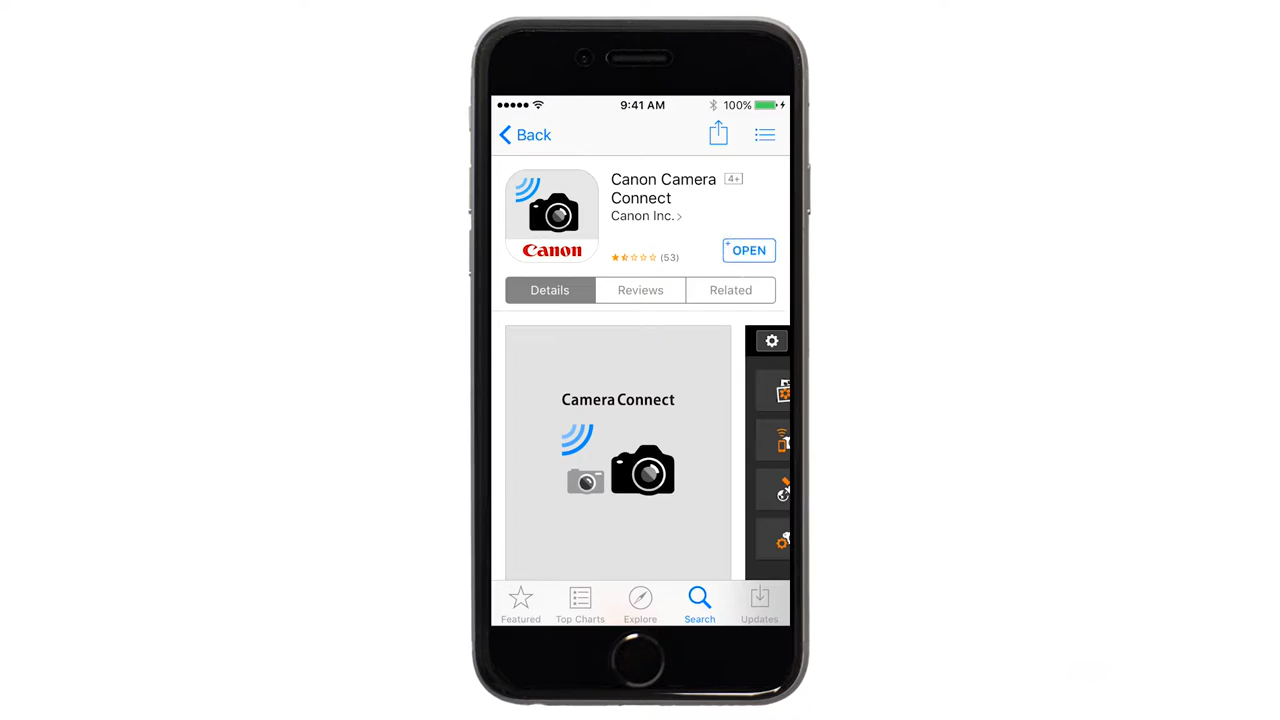 9:41 AM
100%
Back
Canon Camera 4+
Connect
Canon Inc. >
Canon
(53)
+ OPEN
Details Reviews Related
Camera Connect
Featured Top Charts Explore Search Updates